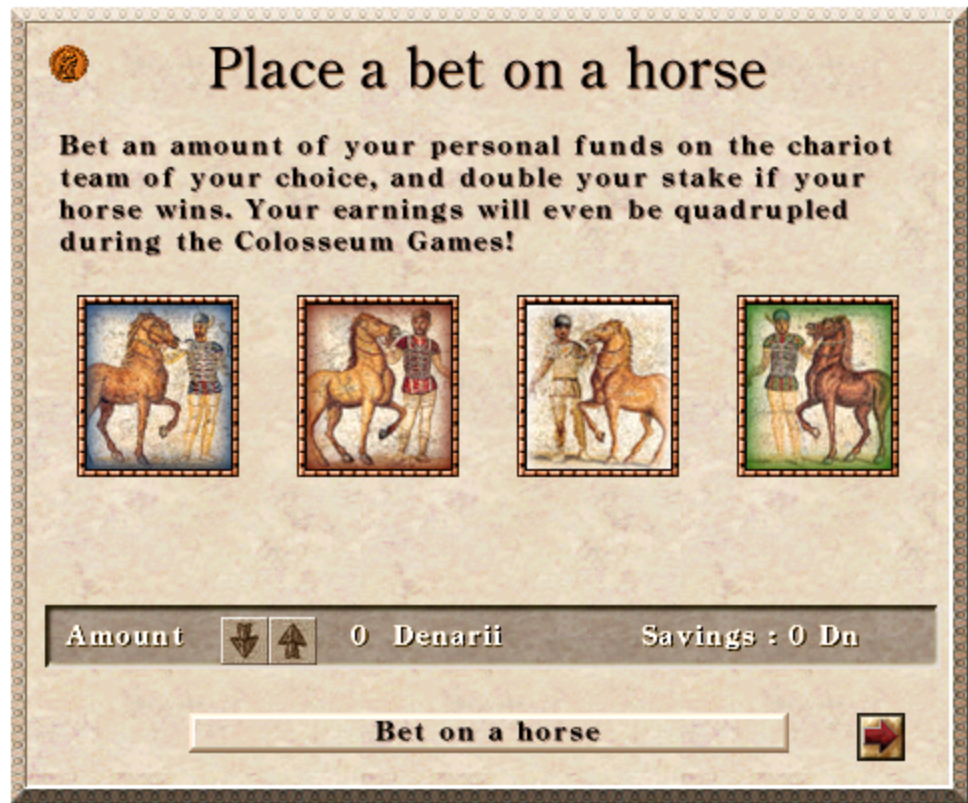 Place a bet on a horse
Bet an amount of your personal funds on the chariot
team of your choice, and double your stake if your
horse wins. Your earnings will even be quadrupled
during the Colosseum Games!
Amount 0 Denarii Savings : 0 Dn
Bet on a horse